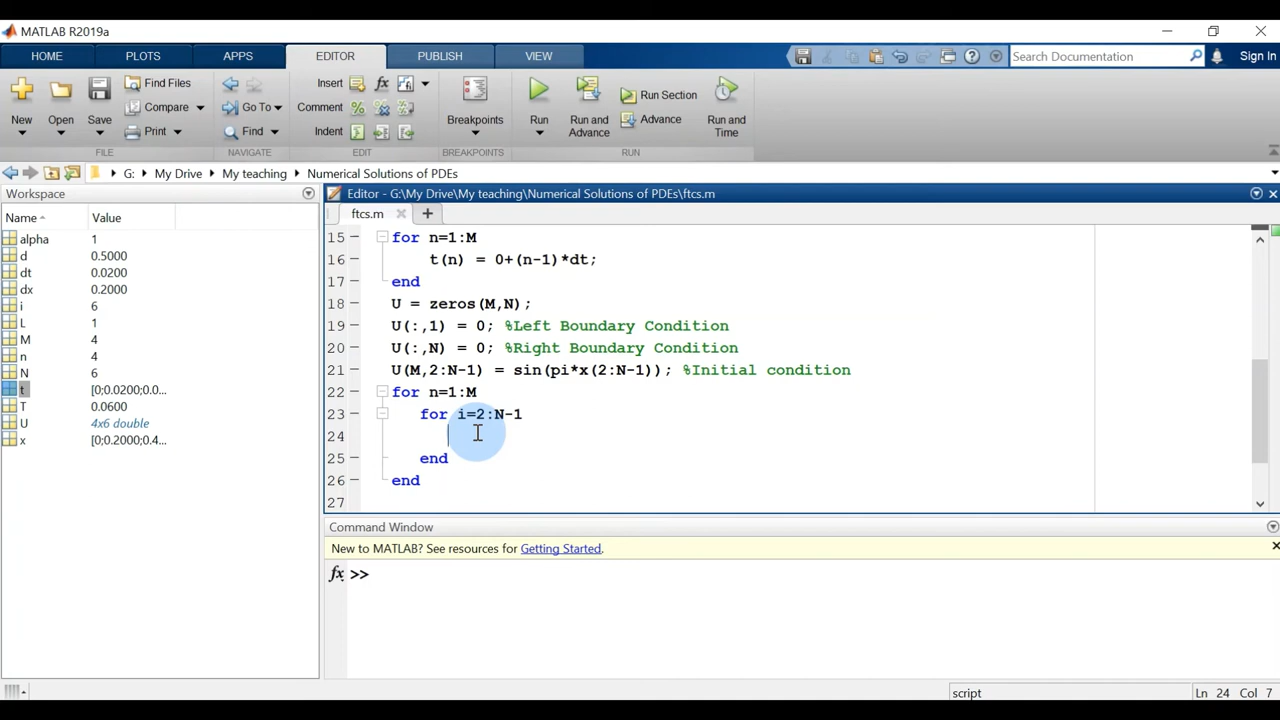 MATLAB R2019a
HOME
PLOTS
APPS
EDITOR
PUBLISH
VIEW
Search Documentation
Sign In
New
Open
Save
Find Files
Compare
Print
FILE
Go To
Find
NAVIGATE
Insert
fx
Comment
Indent
EDIT
Breakpoints
BREAKPOINTS
Run
Run and Advance
Run Section
Advance
Run and Time
RUN
G: My Drive My teaching Numerical Solutions of PDEs
Workspace
Name Value
alpha 1
d 0.5000
dt 0.0200
dx 0.2000
i 6
L 1
M 4
n 4
N 6
t [0;0.0200;0.0...
T 0.0600
U 4x6 double
x [0;0.2000;0.4...
Editor - G:\My Drive\My teaching\Numerical Solutions of PDEs\ftcs.m
ftcs.m
15 for n=1:M
16 t(n) = 0+(n-1)*dt;
17 end
18 U = zeros(M,N);
19 U(:,1) = 0; %Left Boundary Condition
20 U(:,N) = 0; %Right Boundary Condition
21 U(M,2:N-1) = sin(pi*x(2:N-1)); %Initial condition
22 for n=1:M
23 for i=2:N-1
24
25 end
26 end
27
Command Window
New to MATLAB? See resources for Getting Started.
fx >>
script
Ln 24 Col 7